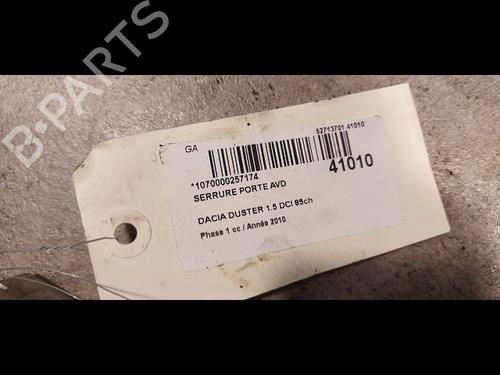 B-PARTS
GA
52713701 41010
*1070000257174
41010
SERRURE PORTE AVD
DACIA DUSTER 1.5 DCI 85ch
Phase 1 cc / Année 2010